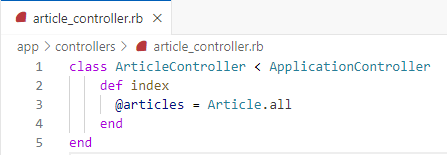 article_controller.rb ×
app > controllers > article_controller.rb
1 class ArticleController < ApplicationController
2     def index
3       @articles = Article.all
4     end
5 end